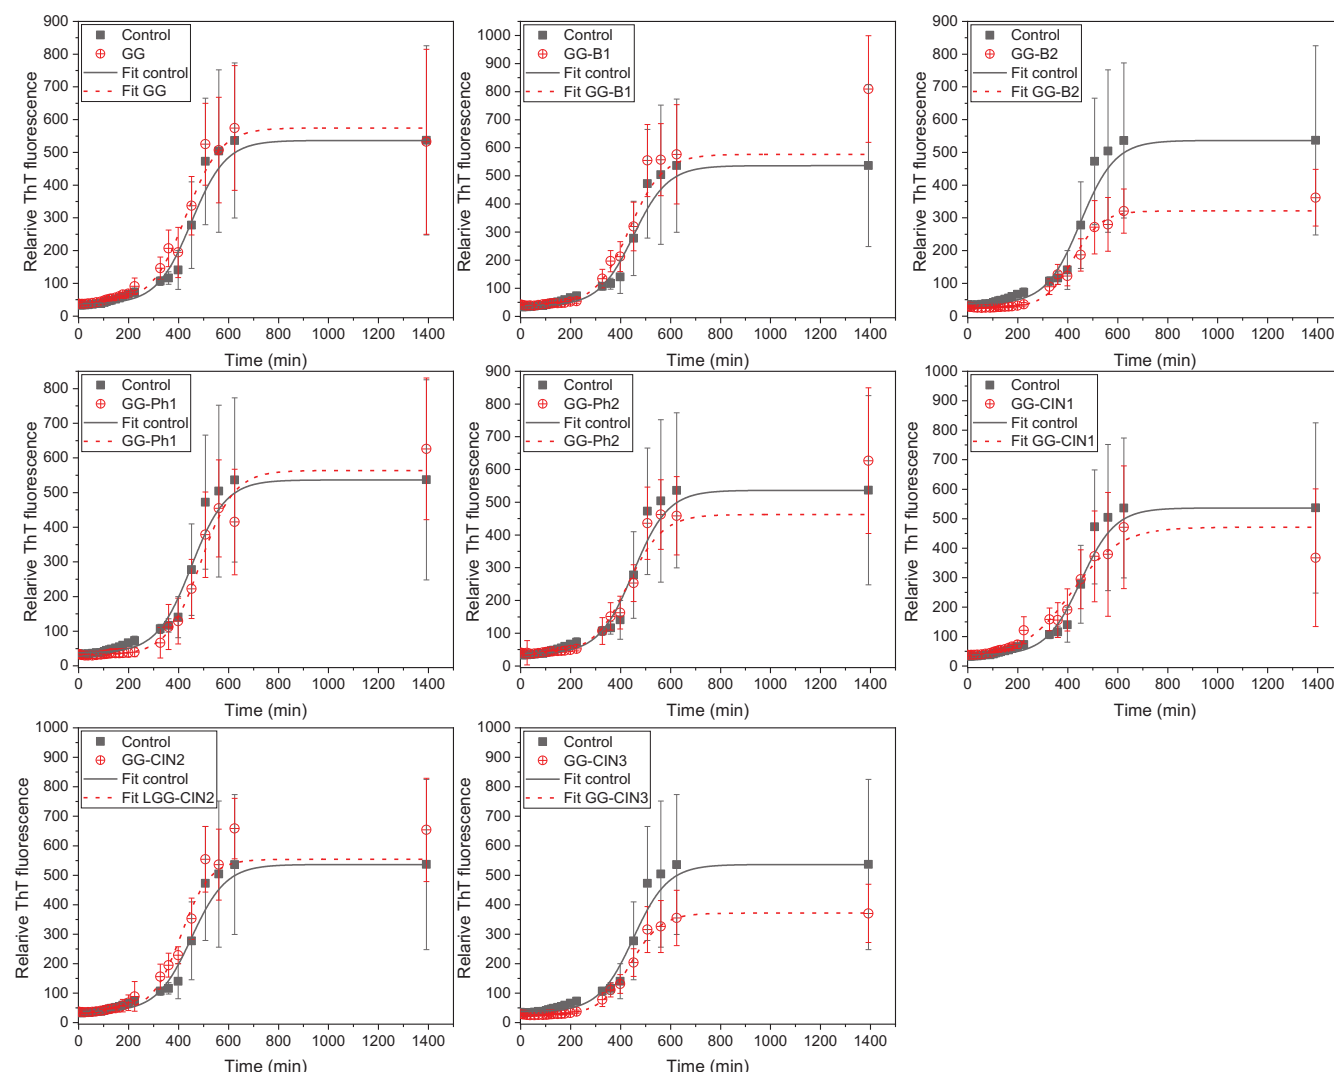 900
800
700
600
500
400
300
200
100
0
Control
GG
Fit control
Fit GG
Relarive ThT fluorescence
0 200 400 600 800 1000 1200 1400
Time (min)
1000
900
800
700
600
500
400
300
200
100
0
Control
GG-B1
Fit control
Fit GG-B1
Relarive ThT fluorescence
0 200 400 600 800 1000 1200 1400
Time (min)
900
800
700
600
500
400
300
200
100
0
Control
GG-B2
Fit control
Fit GG-B2
Relarive ThT fluorescence
0 200 400 600 800 1000 1200 1400
Time (min)
800
700
600
500
400
300
200
100
0
Control
GG-Ph1
Fit control
GG-Ph1
Relarive ThT fluorescence
0 200 400 600 800 1000 1200 1400
Time (min)
900
800
700
600
500
400
300
200
100
0
Control
GG-Ph2
Fit control
GG-Ph2
Relarive ThT fluorescence
0 200 400 600 800 1000 1200 1400
Time (min)
1000
900
800
700
600
500
400
300
200
100
0
Control
GG-CIN1
Fit control
Fit GG-CIN1
Relarive ThT fluorescence
0 200 400 600 800 1000 1200 1400
Time (min)
1000
900
800
700
600
500
400
300
200
100
0
Control
GG-CIN2
Fit control
Fit LGG-CIN2
Relarive ThT fluorescence
0 200 400 600 800 1000 1200 1400
Time (min)
1000
900
800
700
600
500
400
300
200
100
0
Control
GG-CIN3
Fit control
Fit GG-CIN3
Relarive ThT fluorescence
0 200 400 600 800 1000 1200 1400
Time (min)